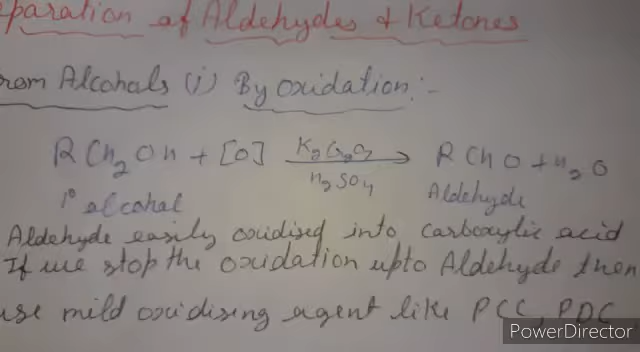 paration of Aldehydes & Ketones
rom Alcohals (i) By oxidation:-
RCH2OH + [O] K2Cr2O7 H2SO4 → RCHO + H2O
1° alcohal Aldehyde
Aldehyde easily oxidised into carboxylic acid
If we stop the oxidation upto Aldehyde then
use mild oxidising agent like PCC, PDC
PowerDirector